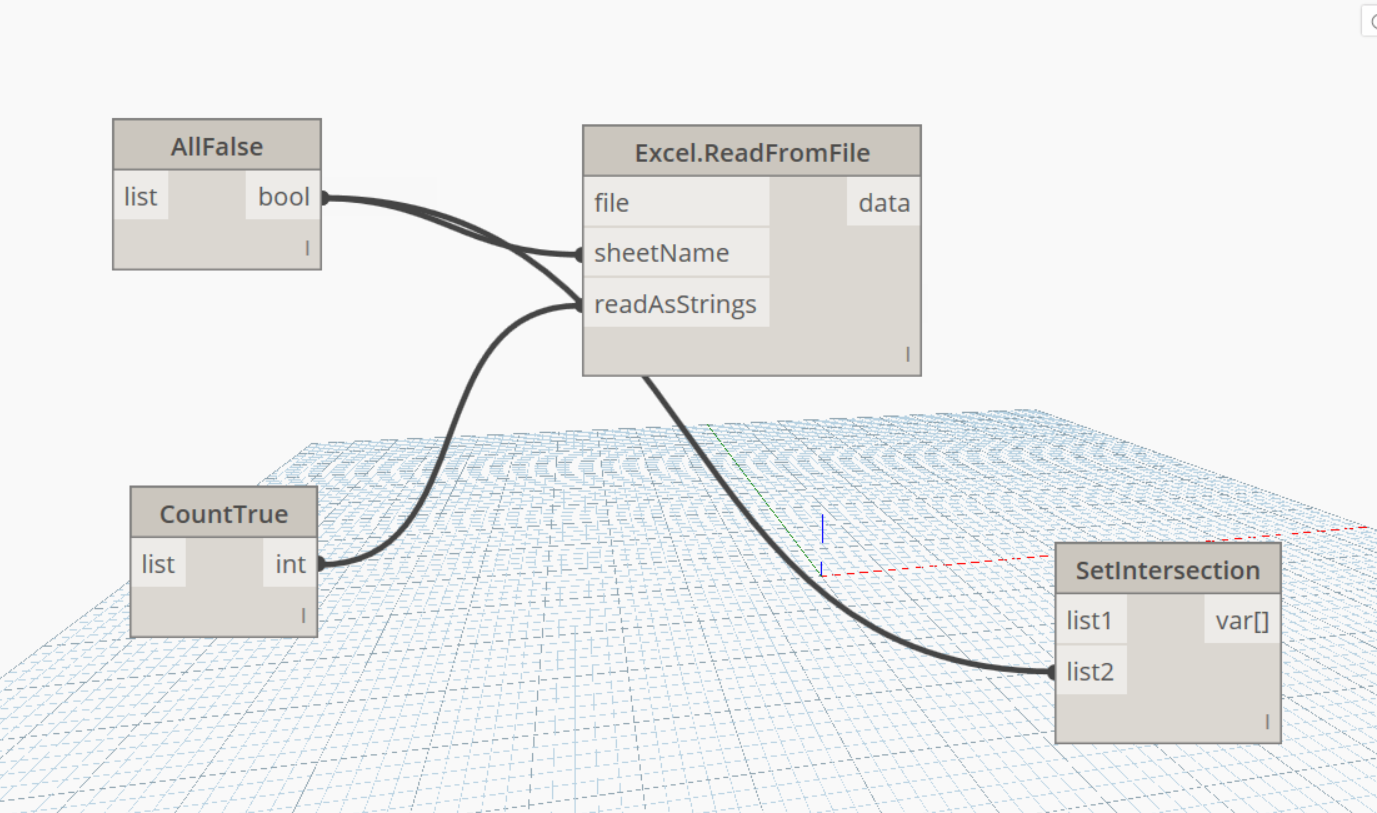 AllFalse
list bool
l
Excel.ReadFromFile
file data
sheetName
readAsStrings
l
CountTrue
list int
l
SetIntersection
list1 var[]
list2
l